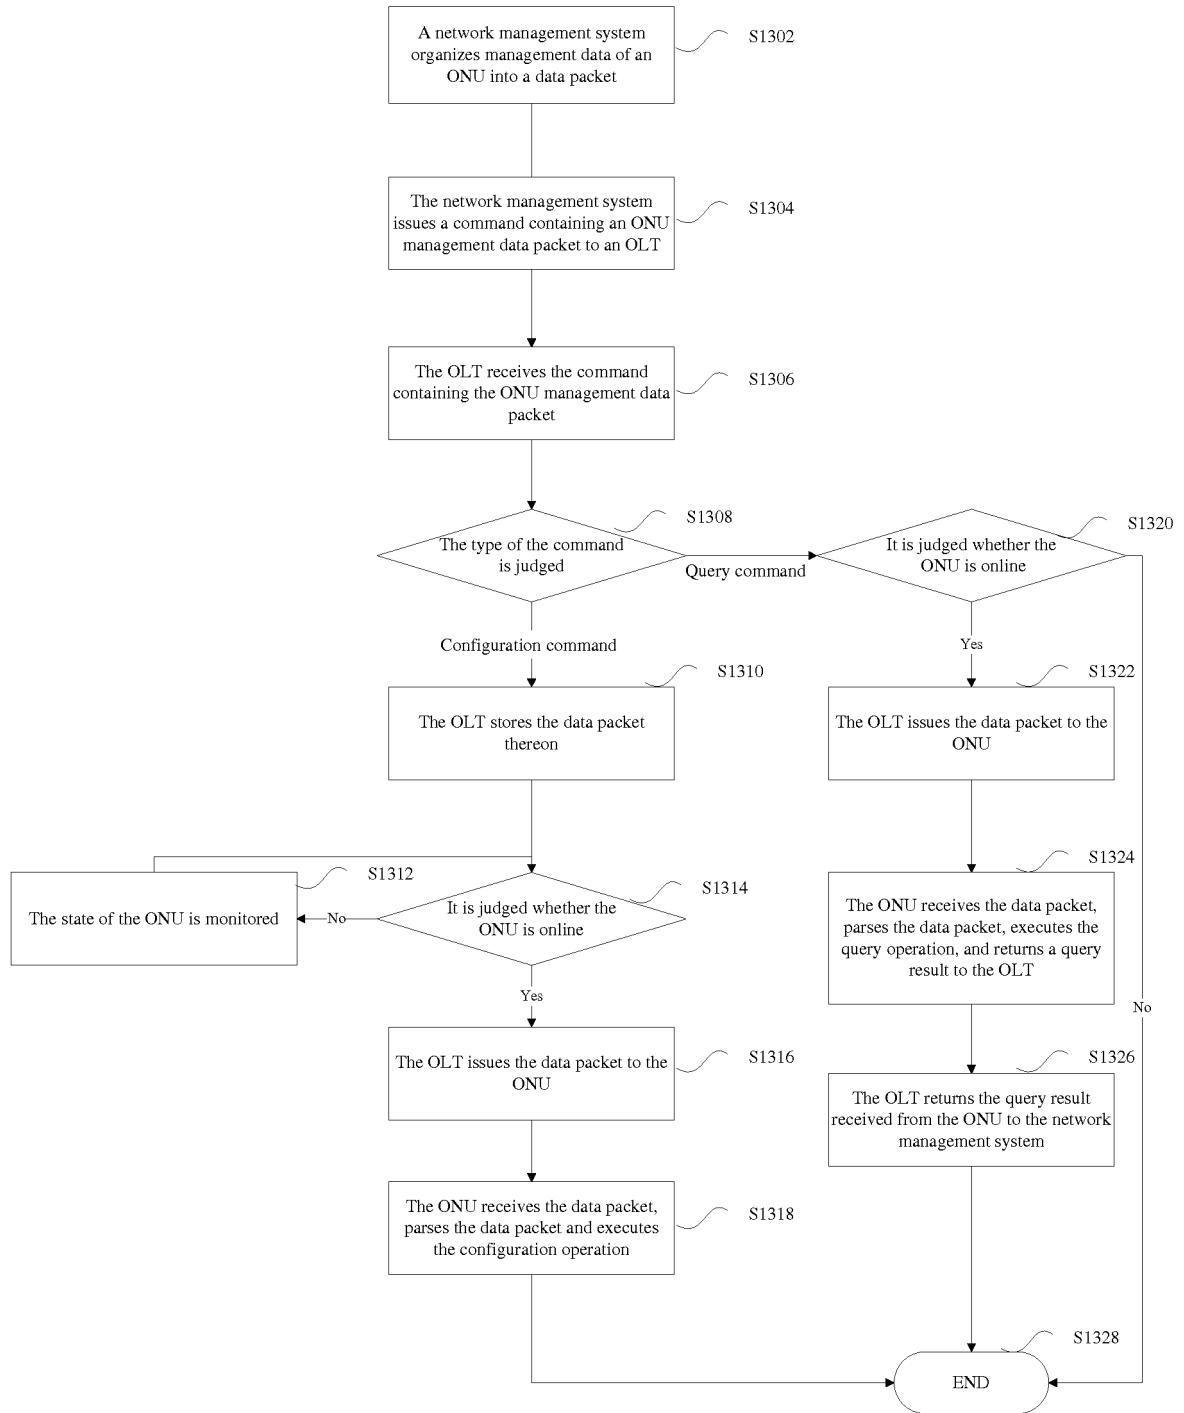 A network management system
organizes management data of an
ONU into a data packet
S1302
The network management system
issues a command containing an ONU
management data packet to an OLT
S1304
The OLT receives the command
containing the ONU management data
packet
S1306
The type of the command
is judged
S1308
Query command
It is judged whether the
ONU is online
S1320
Configuration command
Yes
The OLT stores the data packet
thereon
S1310
The OLT issues the data packet to the
ONU
S1322
The state of the ONU is monitored
S1312
No
It is judged whether the
ONU is online
S1314
The ONU receives the data packet,
parses the data packet, executes the
query operation, and returns a query
result to the OLT
S1324
Yes
No
The OLT issues the data packet to the
ONU
S1316
The OLT returns the query result
received from the ONU to the network
management system
S1326
The ONU receives the data packet,
parses the data packet and executes
the configuration operation
S1318
END
S1328